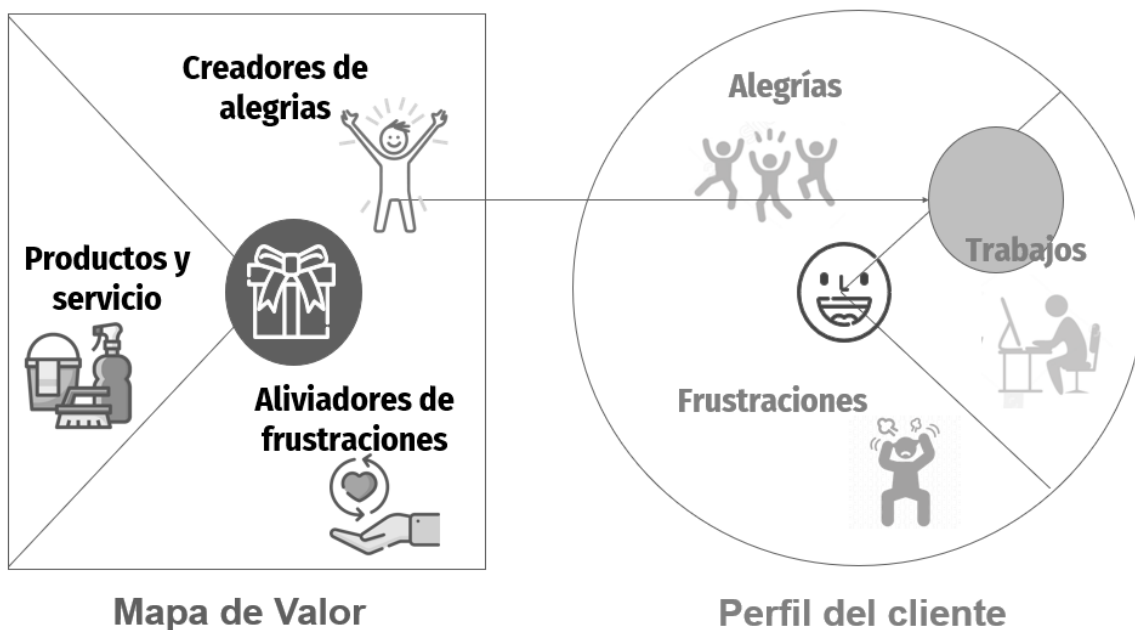 Creadores de
alegrias
Productos y
servicio
Aliviadores de
frustraciones
Mapa de Valor
Alegrías
Trabajos
Frustraciones
Perfil del cliente